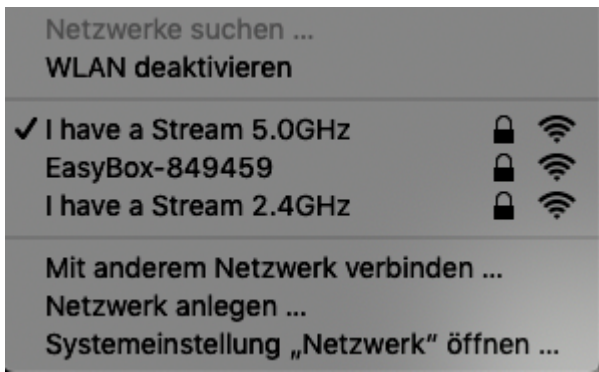 Netzwerke suchen ...
WLAN deaktivieren
I have a Stream 5.0GHz
EasyBox-849459
I have a Stream 2.4GHz
Mit anderem Netzwerk verbinden ...
Netzwerk anlegen ...
Systemeinstellung „Netzwerk“ öffnen ...